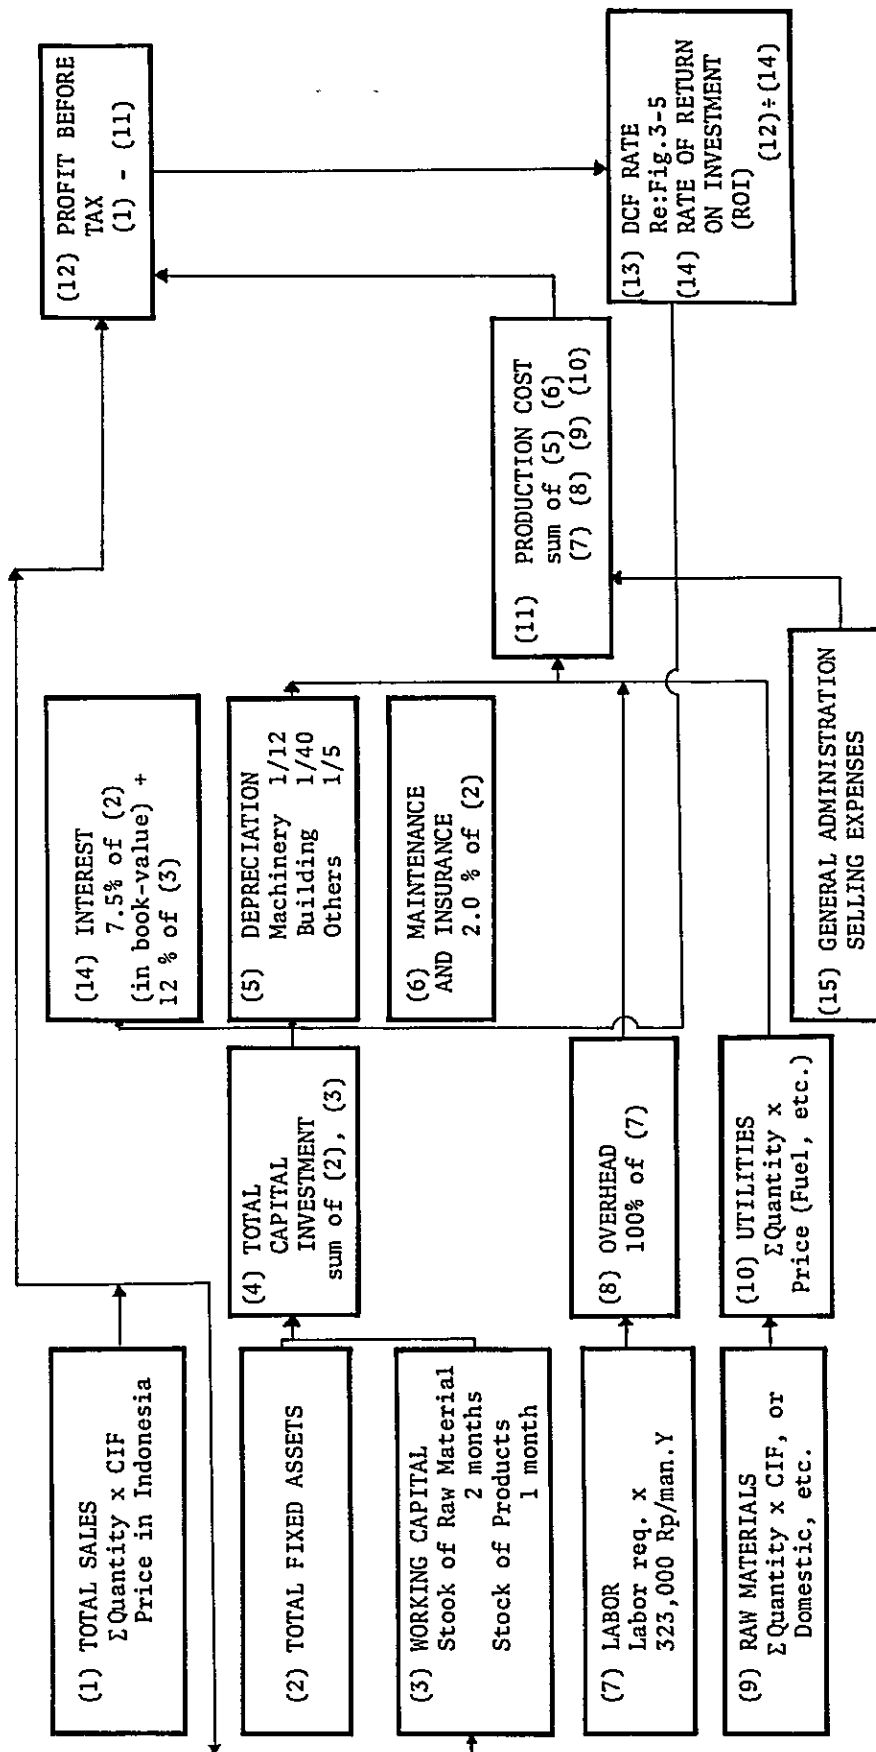 (1) TOTAL SALES
ΣQuantity x CIF
Price in Indonesia
(2) TOTAL FIXED ASSETS
(3) WORKING CAPITAL
Stook of Raw Material
2 months
Stock of Products
1 month
(7) LABOR
Labor req. x
323,000 Rp/man.Y
(9) RAW MATERIALS
ΣQuantity x CIF, or
Domestic, etc.
(4) TOTAL
CAPITAL
INVESTMENT
sum of (2), (3)
(8) OVERHEAD
100% of (7)
(10) UTILITIES
ΣQuantity x
Price (Fuel, etc.)
(14) INTEREST
7.5% of (2)
(in book-value) +
12 % of (3)
(5) DEPRECIATION
Machinery 1/12
Building 1/40
Others 1/5
(6) MAINTENANCE
AND INSURANCE
2.0 % of (2)
(15) GENERAL ADMINISTRATION
SELLING EXPENSES
(11) PRODUCTION COST
sum of (5) (6)
(7) (8) (9) (10)
(12) PROFIT BEFORE
TAX
(1) - (11)
(13) DCF RATE
Re:Fig.3-5
(14) RATE OF RETURN
ON INVESTMENT
(ROI)
(12)÷(14)